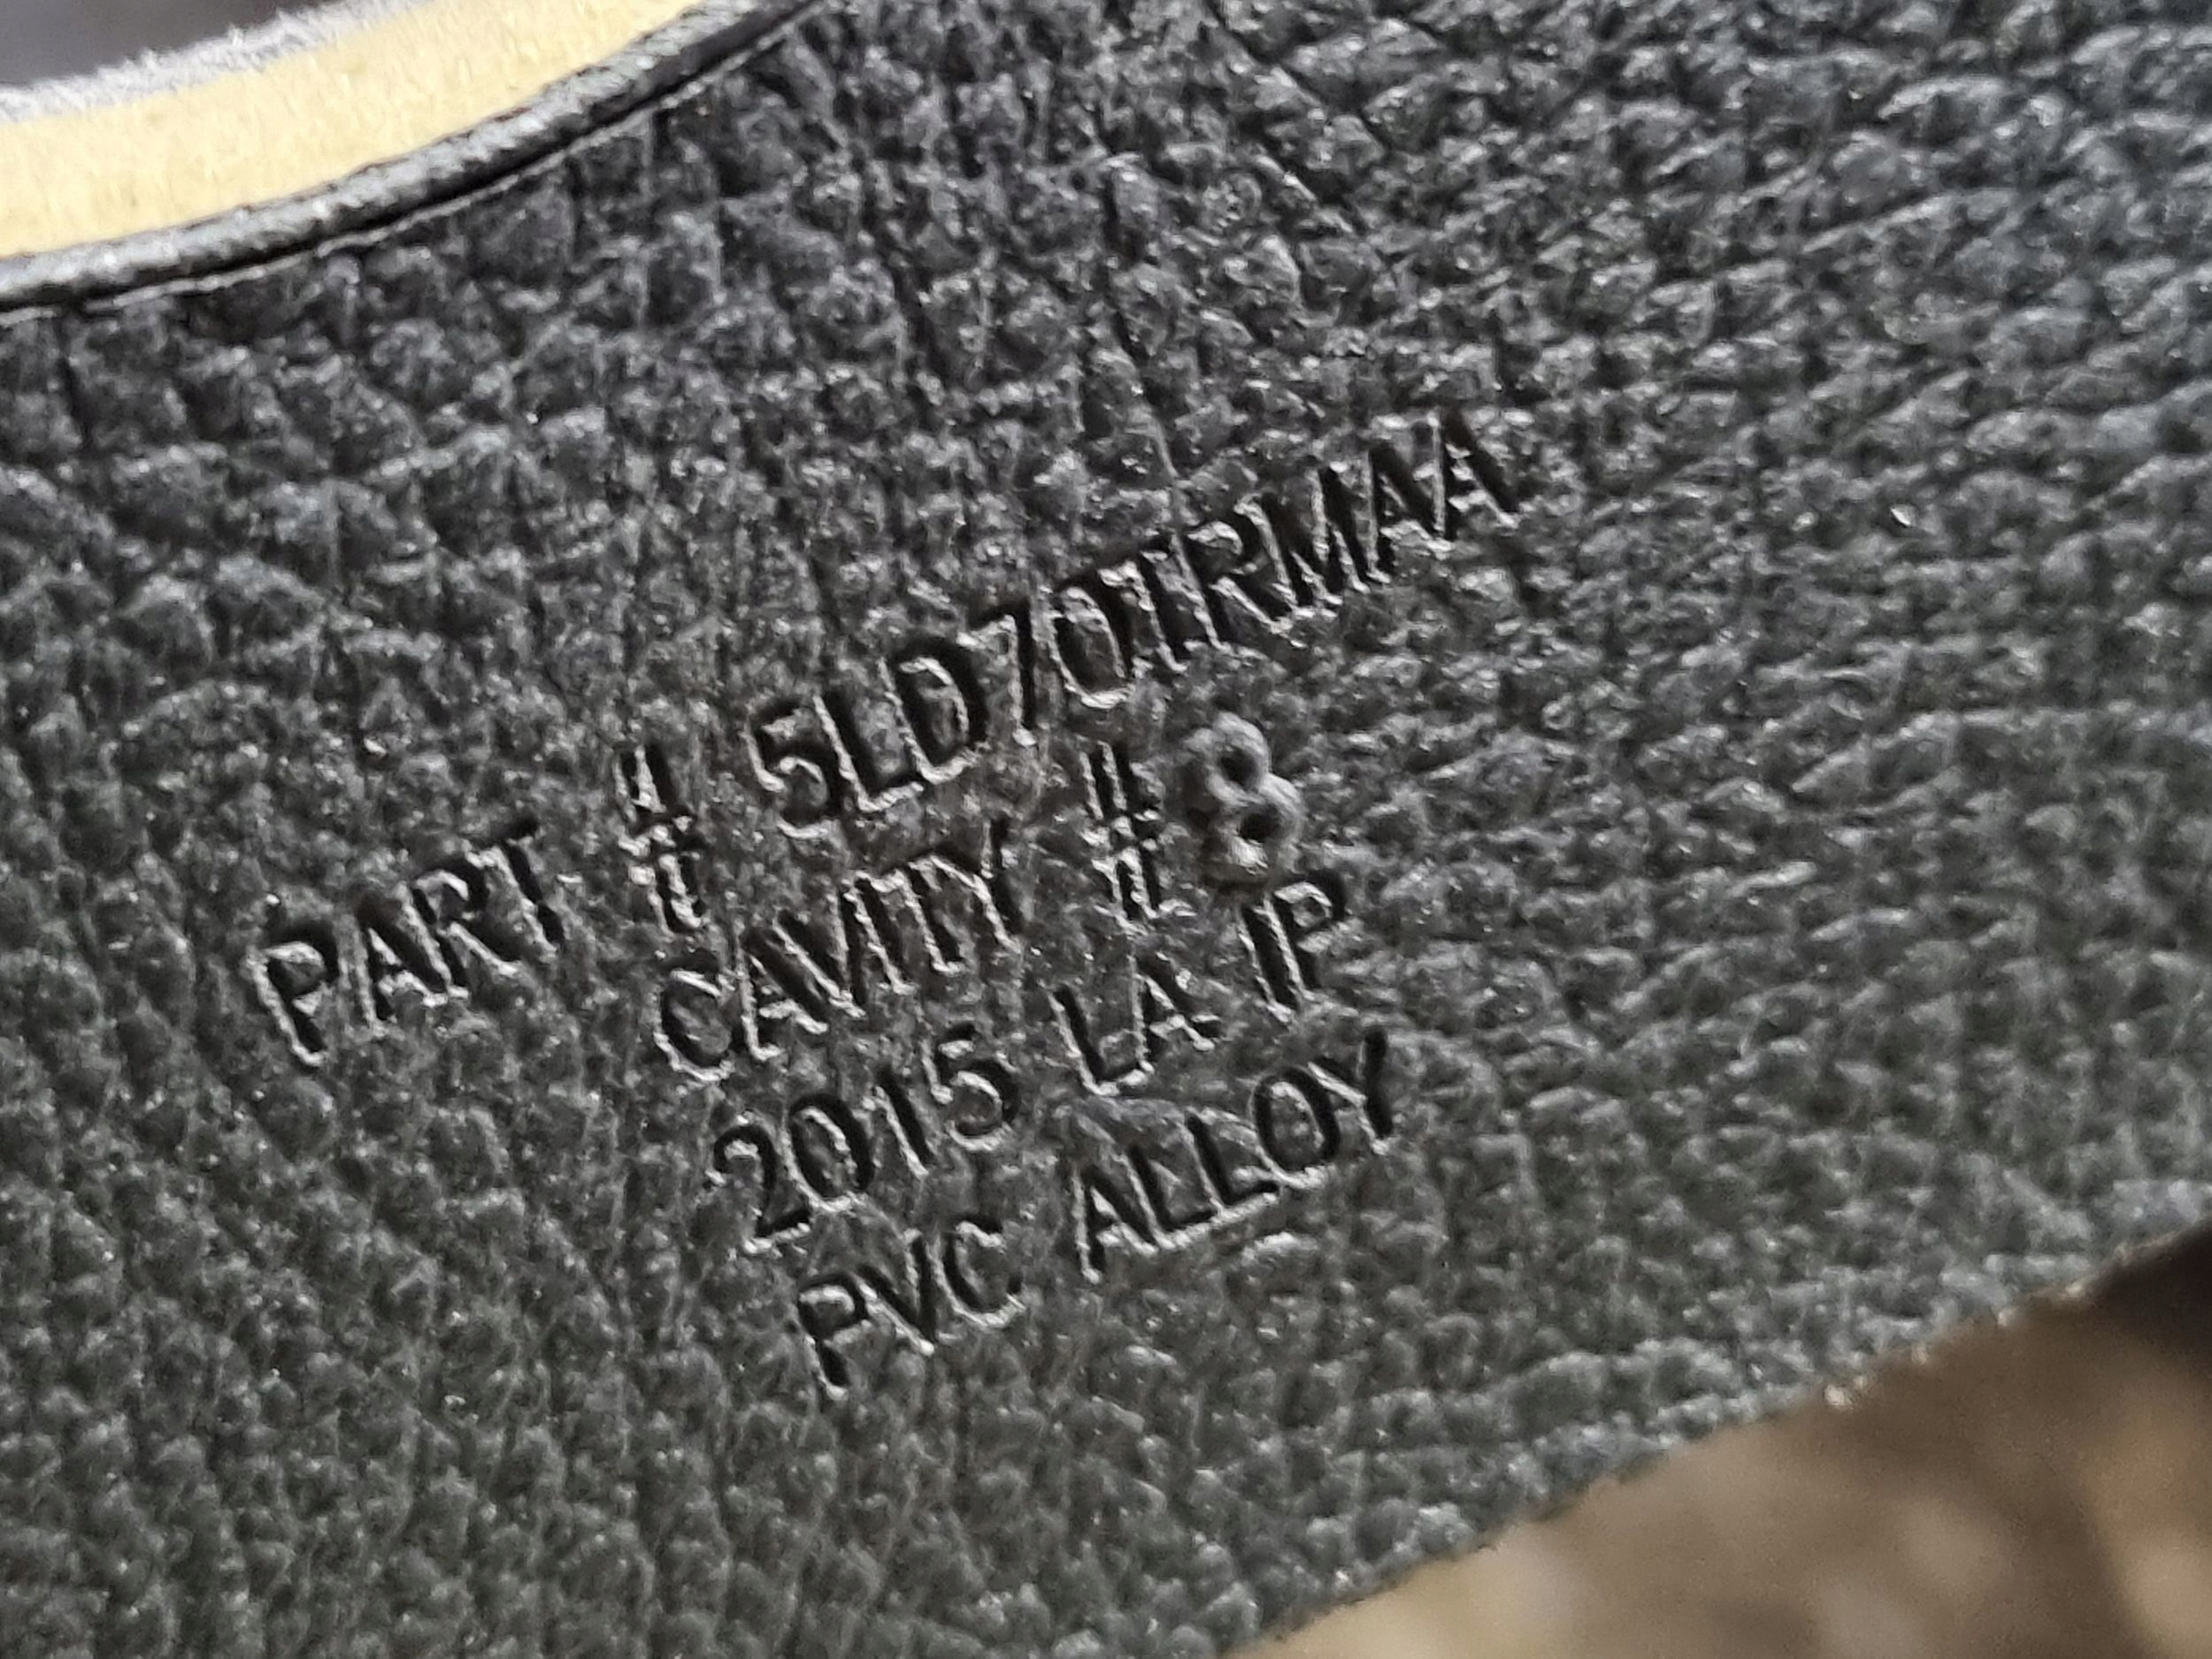 PART # 5LD70TRMAA
CAVITY #8
2015 LA IP
PVC ALLOY